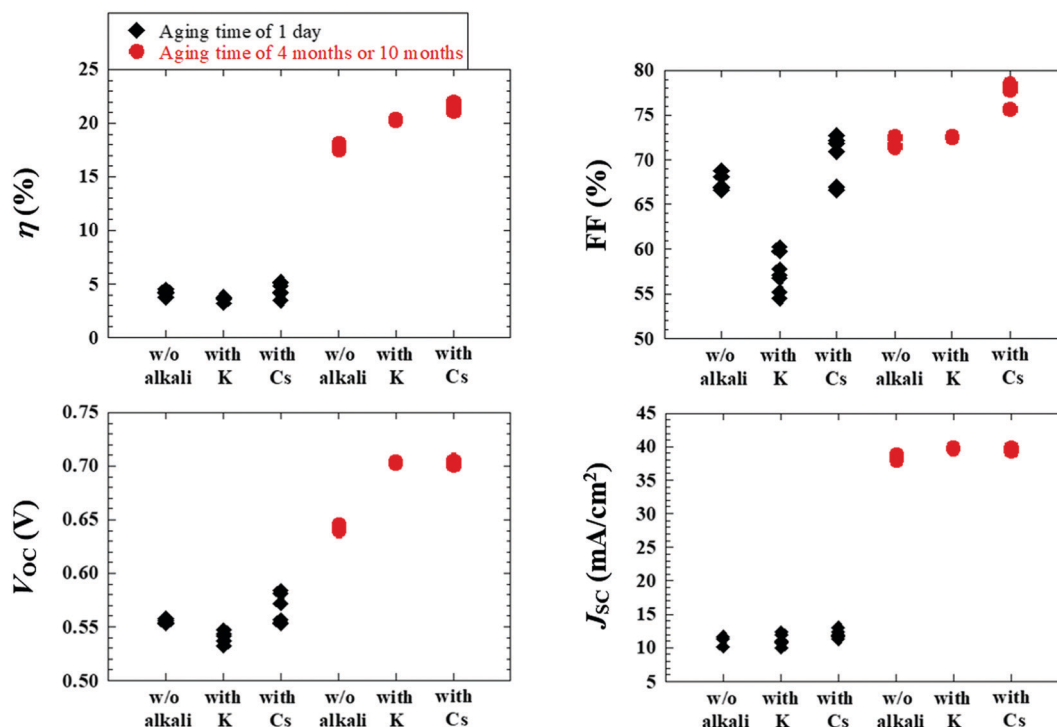 Aging time of 1 day
Aging time of 4 months or 10 months
25
20
15
10
5
0
η (%)
w/o alkali
with K
with Cs
w/o alkali
with K
with Cs
80
75
70
65
60
55
50
FF (%)
w/o alkali
with K
with Cs
w/o alkali
with K
with Cs
0.75
0.70
0.65
0.60
0.55
0.50
VOC (V)
w/o alkali
with K
with Cs
w/o alkali
with K
with Cs
45
40
35
30
25
20
15
10
5
JSC (mA/cm²)
w/o alkali
with K
with Cs
w/o alkali
with K
with Cs